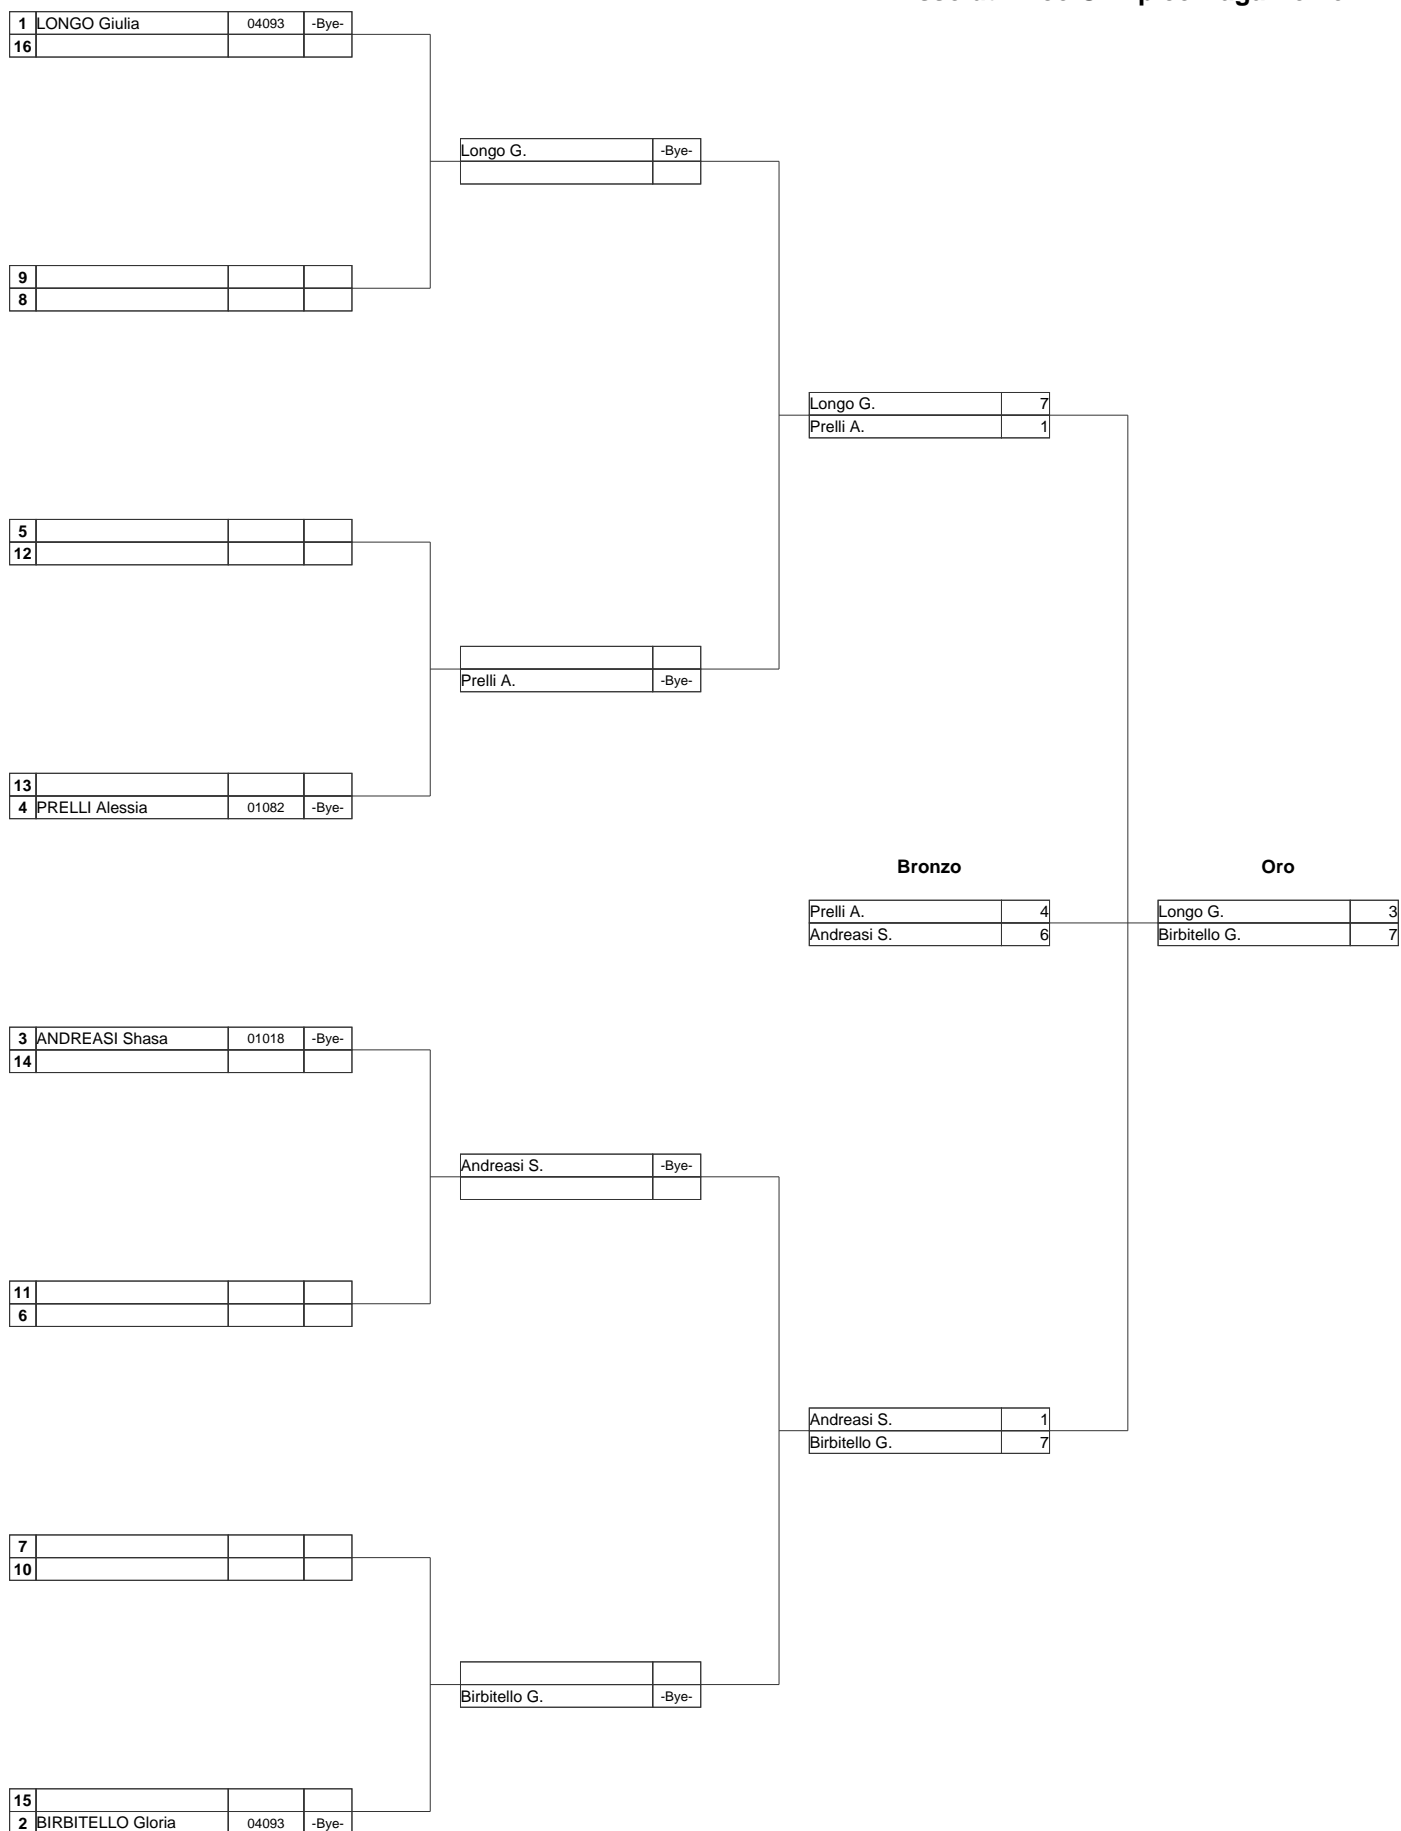 1 LONGO Giulia 04093 -Bye-
16
Longo G. -Bye-
9
8
Longo G. 7
Prelli A. 1
5
12
Prelli A. -Bye-
13
4 PRELLI Alessia 01082 -Bye-
Bronzo Oro
Prelli A. 4 Longo G. 3
Andreasi S. 6 Birbitello G. 7
3 ANDREASI Shasa 01018 -Bye-
14
Andreasi S. -Bye-
11
6
Andreasi S. 1
Birbitello G. 7
7
10
Birbitello G. -Bye-
15
2 BIRBITELLO Gloria 04093 -Bye-